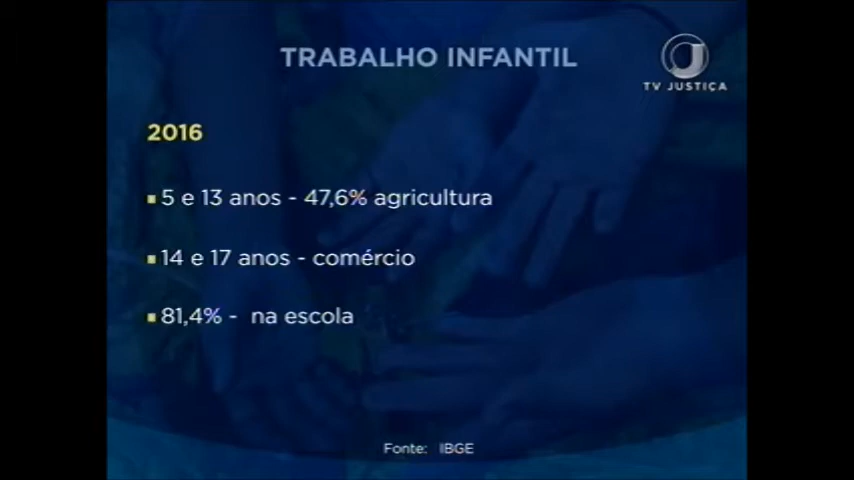 TRABALHO INFANTIL
TV JUSTIÇA
2016
5 e 13 anos - 47,6% agricultura
14 e 17 anos - comércio
81,4% - na escola
Fonte: IBGE